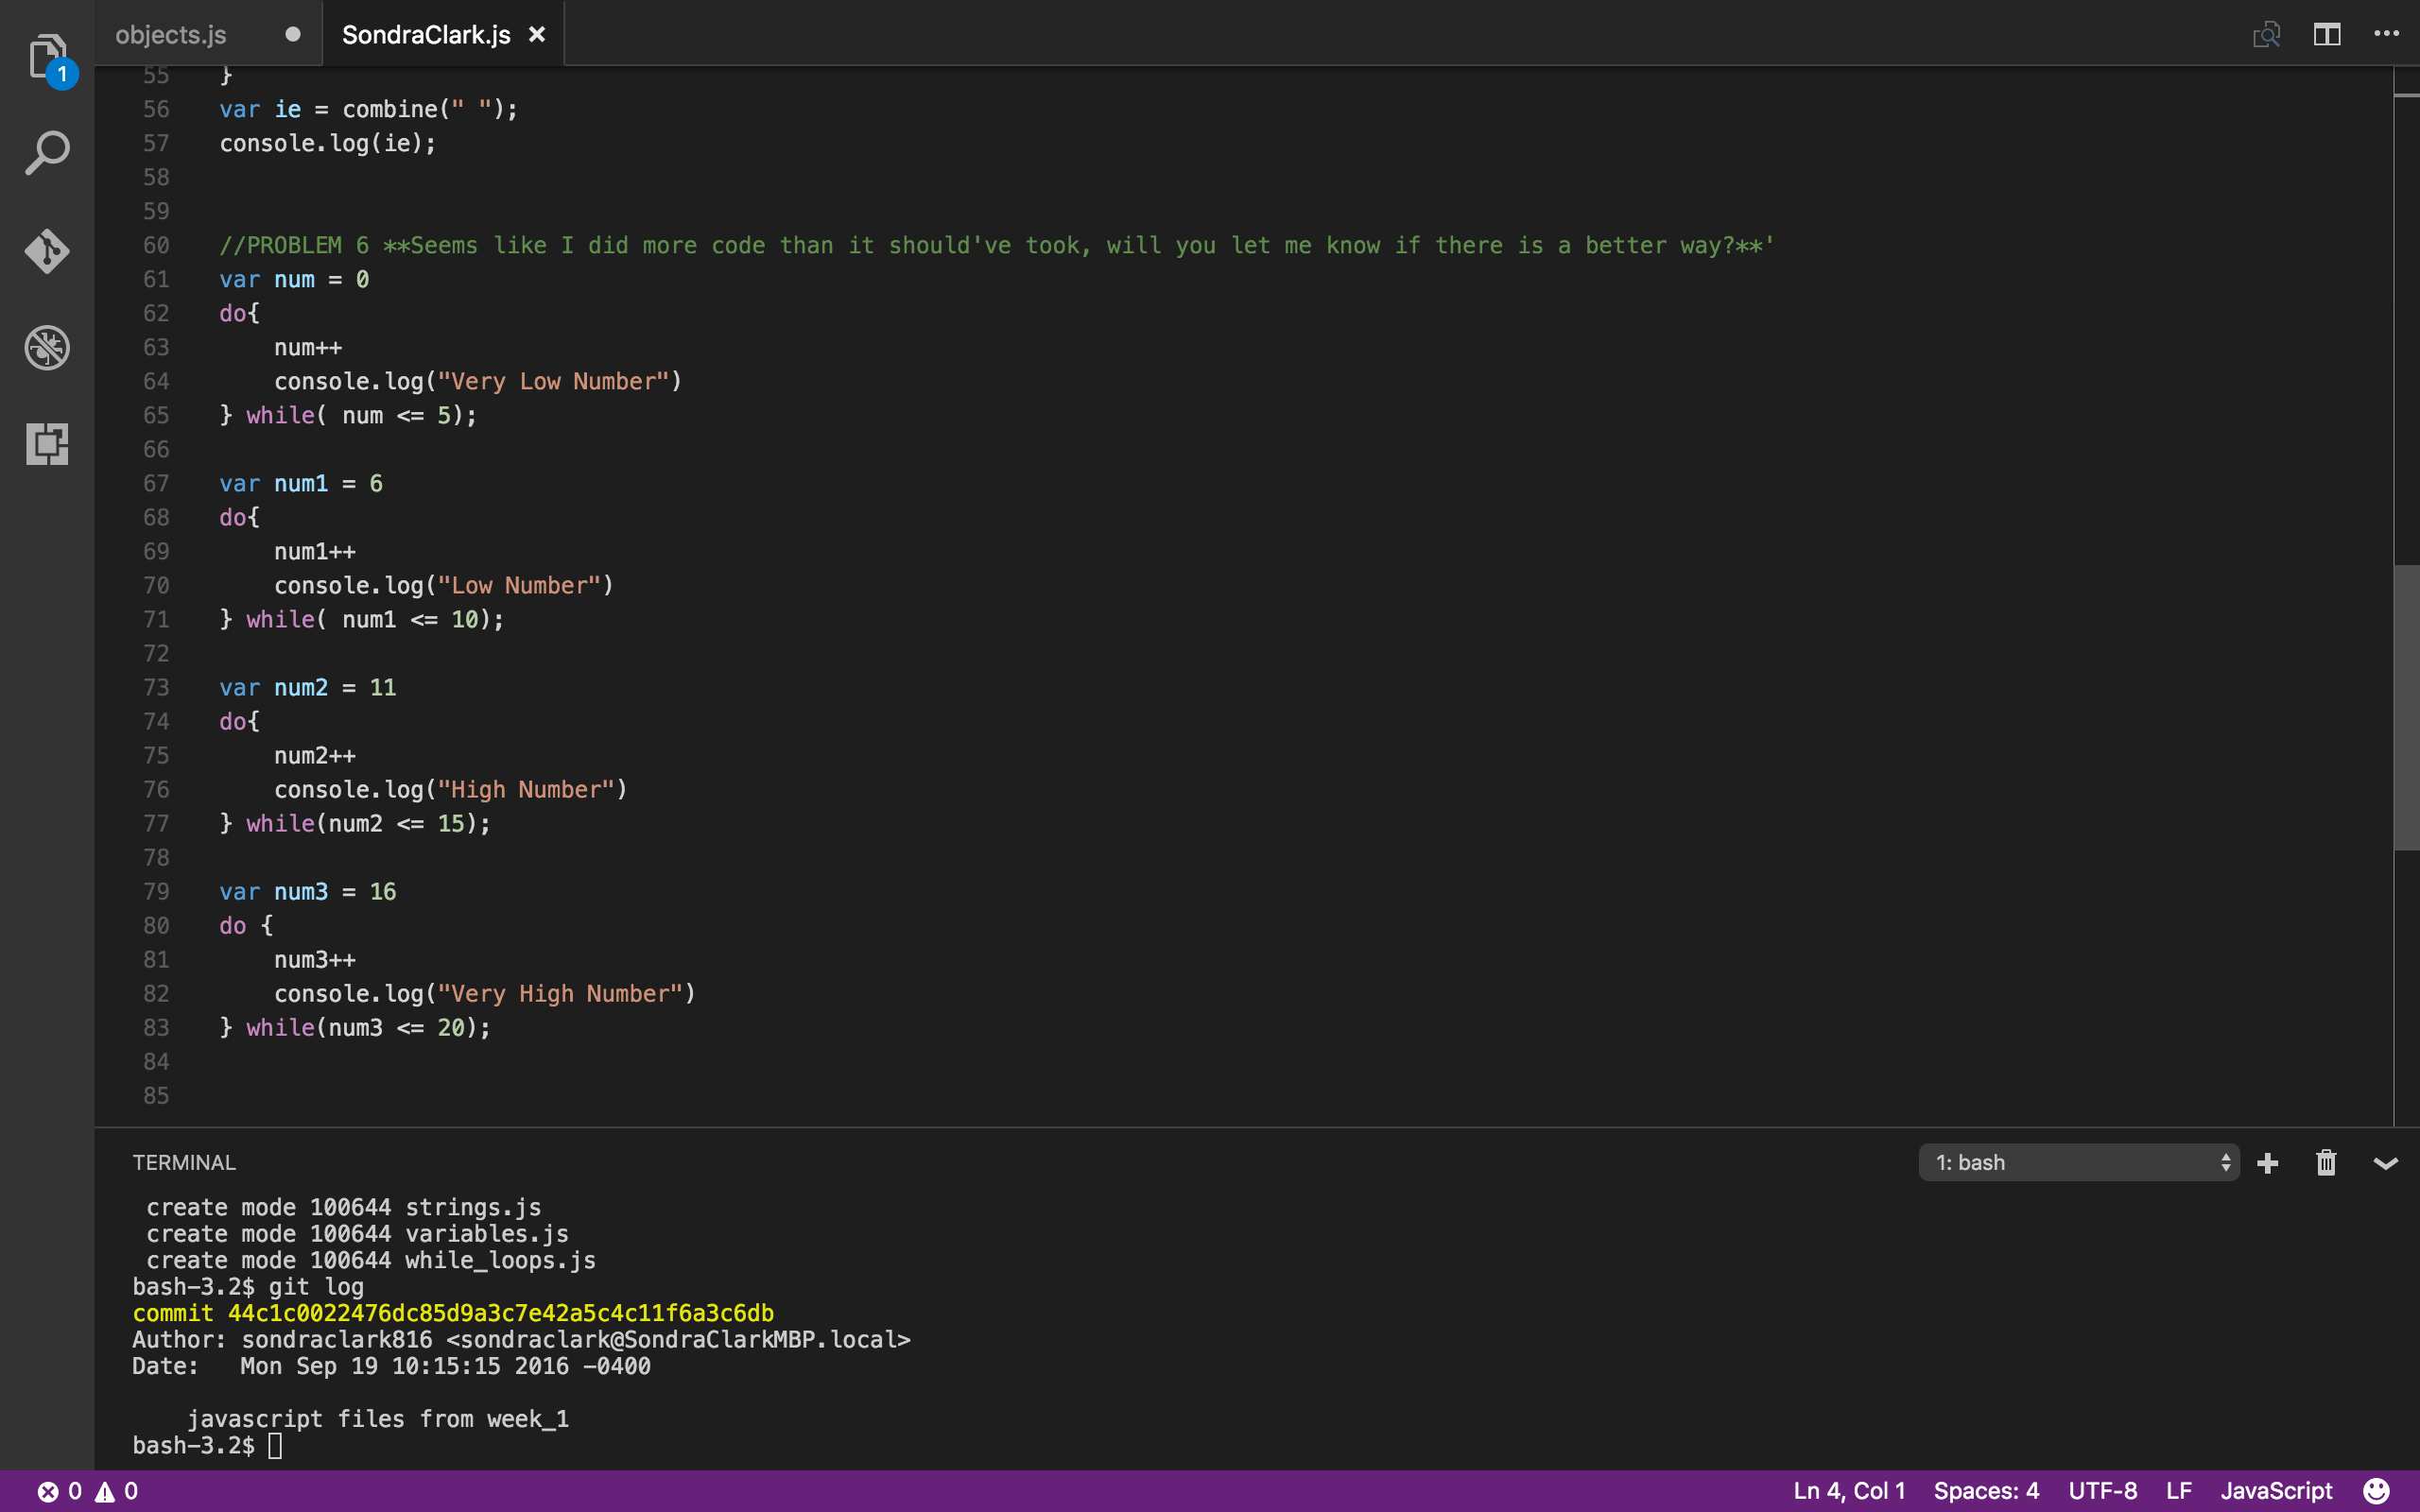 objects.js
SondraClark.js
1
55 }
56 var ie = combine(" ");
57 console.log(ie);
58
59
60 //PROBLEM 6 **Seems like I did more code than it should've took, will you let me know if there is a better way?**'
61 var num = 0
62 do{
63     num++
64     console.log("Very Low Number")
65 } while( num <= 5);
66
67 var num1 = 6
68 do{
69     num1++
70     console.log("Low Number")
71 } while( num1 <= 10);
72
73 var num2 = 11
74 do{
75     num2++
76     console.log("High Number")
77 } while(num2 <= 15);
78
79 var num3 = 16
80 do {
81     num3++
82     console.log("Very High Number")
83 } while(num3 <= 20);
84
85
TERMINAL
1: bash
 create mode 100644 strings.js
 create mode 100644 variables.js
 create mode 100644 while_loops.js
bash-3.2$ git log
commit 44c1c0022476dc85d9a3c7e42a5c4c11f6a3c6db
Author: sondraclark816 <sondraclark@SondraClarkMBP.local>
Date:   Mon Sep 19 10:15:15 2016 -0400
    javascript files from week_1
bash-3.2$
0 0 Ln 4, Col 1 Spaces: 4 UTF-8 LF JavaScript